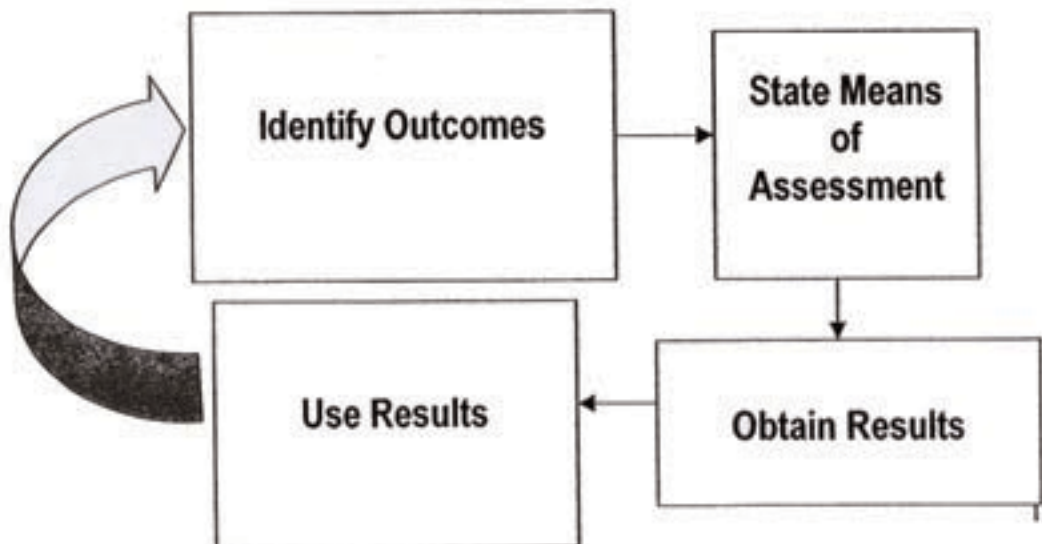 Identify Outcomes
State Means
of
Assessment
Use Results
Obtain Results